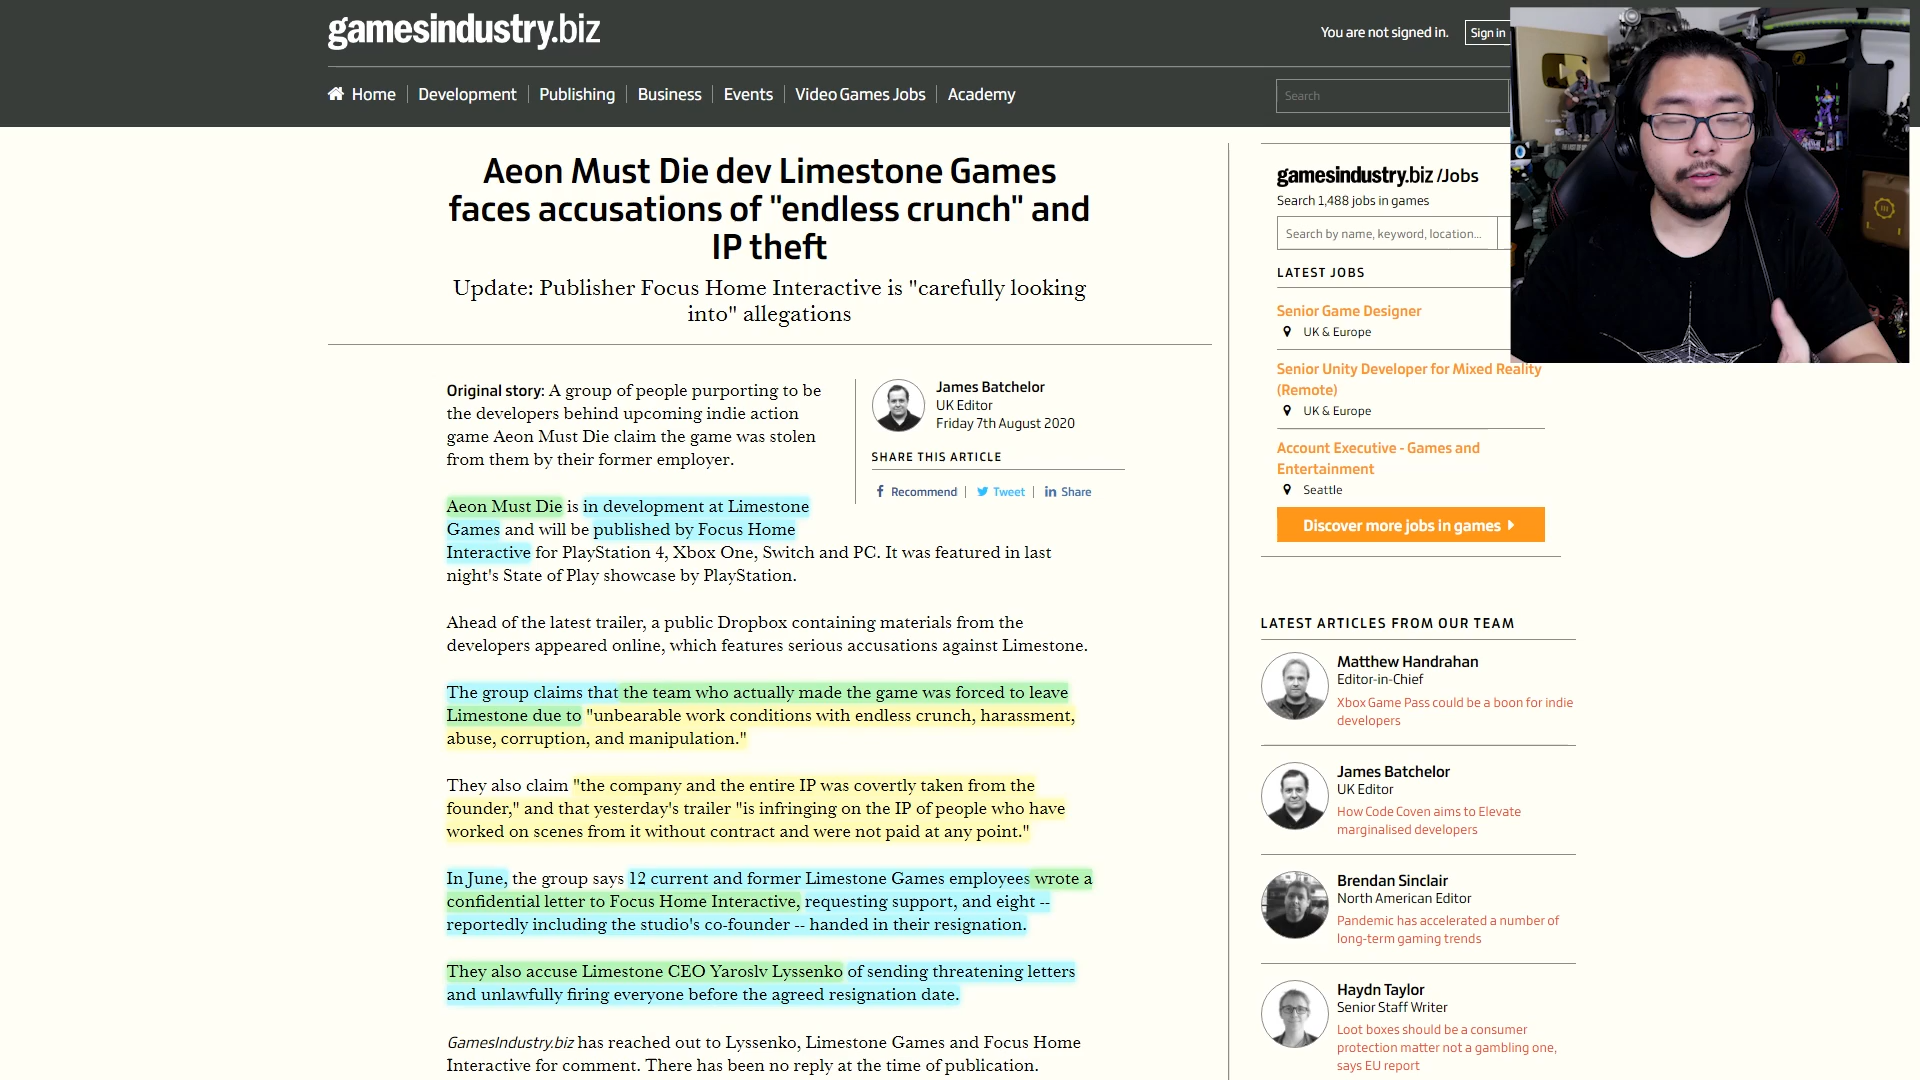 gamesindustry.biz
You are not signed in.
Sign in
Home
Development
Publishing
Business
Events
Video Games Jobs
Academy
Search
Aeon Must Die dev Limestone Games
faces accusations of "endless crunch" and
IP theft
Update: Publisher Focus Home Interactive is "carefully looking
into" allegations
Original story: A group of people purporting to be
the developers behind upcoming indie action
game Aeon Must Die claim the game was stolen
from them by their former employer.
James Batchelor
UK Editor
Friday 7th August 2020
SHARE THIS ARTICLE
Recommend
Tweet
Share
Aeon Must Die is in development at Limestone
Games and will be published by Focus Home
Interactive for PlayStation 4, Xbox One, Switch and PC. It was featured in last
night's State of Play showcase by PlayStation.
Ahead of the latest trailer, a public Dropbox containing materials from the
developers appeared online, which features serious accusations against Limestone.
The group claims that the team who actually made the game was forced to leave
Limestone due to "unbearable work conditions with endless crunch, harassment,
abuse, corruption, and manipulation."
They also claim "the company and the entire IP was covertly taken from the
founder," and that yesterday's trailer "is infringing on the IP of people who have
worked on scenes from it without contract and were not paid at any point."
In June, the group says 12 current and former Limestone Games employees wrote a
confidential letter to Focus Home Interactive, requesting support, and eight --
reportedly including the studio's co-founder -- handed in their resignation.
They also accuse Limestone CEO Yaroslv Lyssenko of sending threatening letters
and unlawfully firing everyone before the agreed resignation date.
GamesIndustry.biz has reached out to Lyssenko, Limestone Games and Focus Home
Interactive for comment. There has been no reply at the time of publication.
gamesindustry.biz /Jobs
Search 1,488 jobs in games
Search by name, keyword, location...
LATEST JOBS
Senior Game Designer
UK & Europe
Senior Unity Developer for Mixed Reality
(Remote)
UK & Europe
Account Executive - Games and
Entertainment
Seattle
Discover more jobs in games
LATEST ARTICLES FROM OUR TEAM
Matthew Handrahan
Editor-in-Chief
Xbox Game Pass could be a boon for indie
developers
James Batchelor
UK Editor
How Code Coven aims to Elevate
marginalised developers
Brendan Sinclair
North American Editor
Pandemic has accelerated a number of
long-term gaming trends
Haydn Taylor
Senior Staff Writer
Loot boxes should be a consumer
protection matter not a gambling one,
says EU report